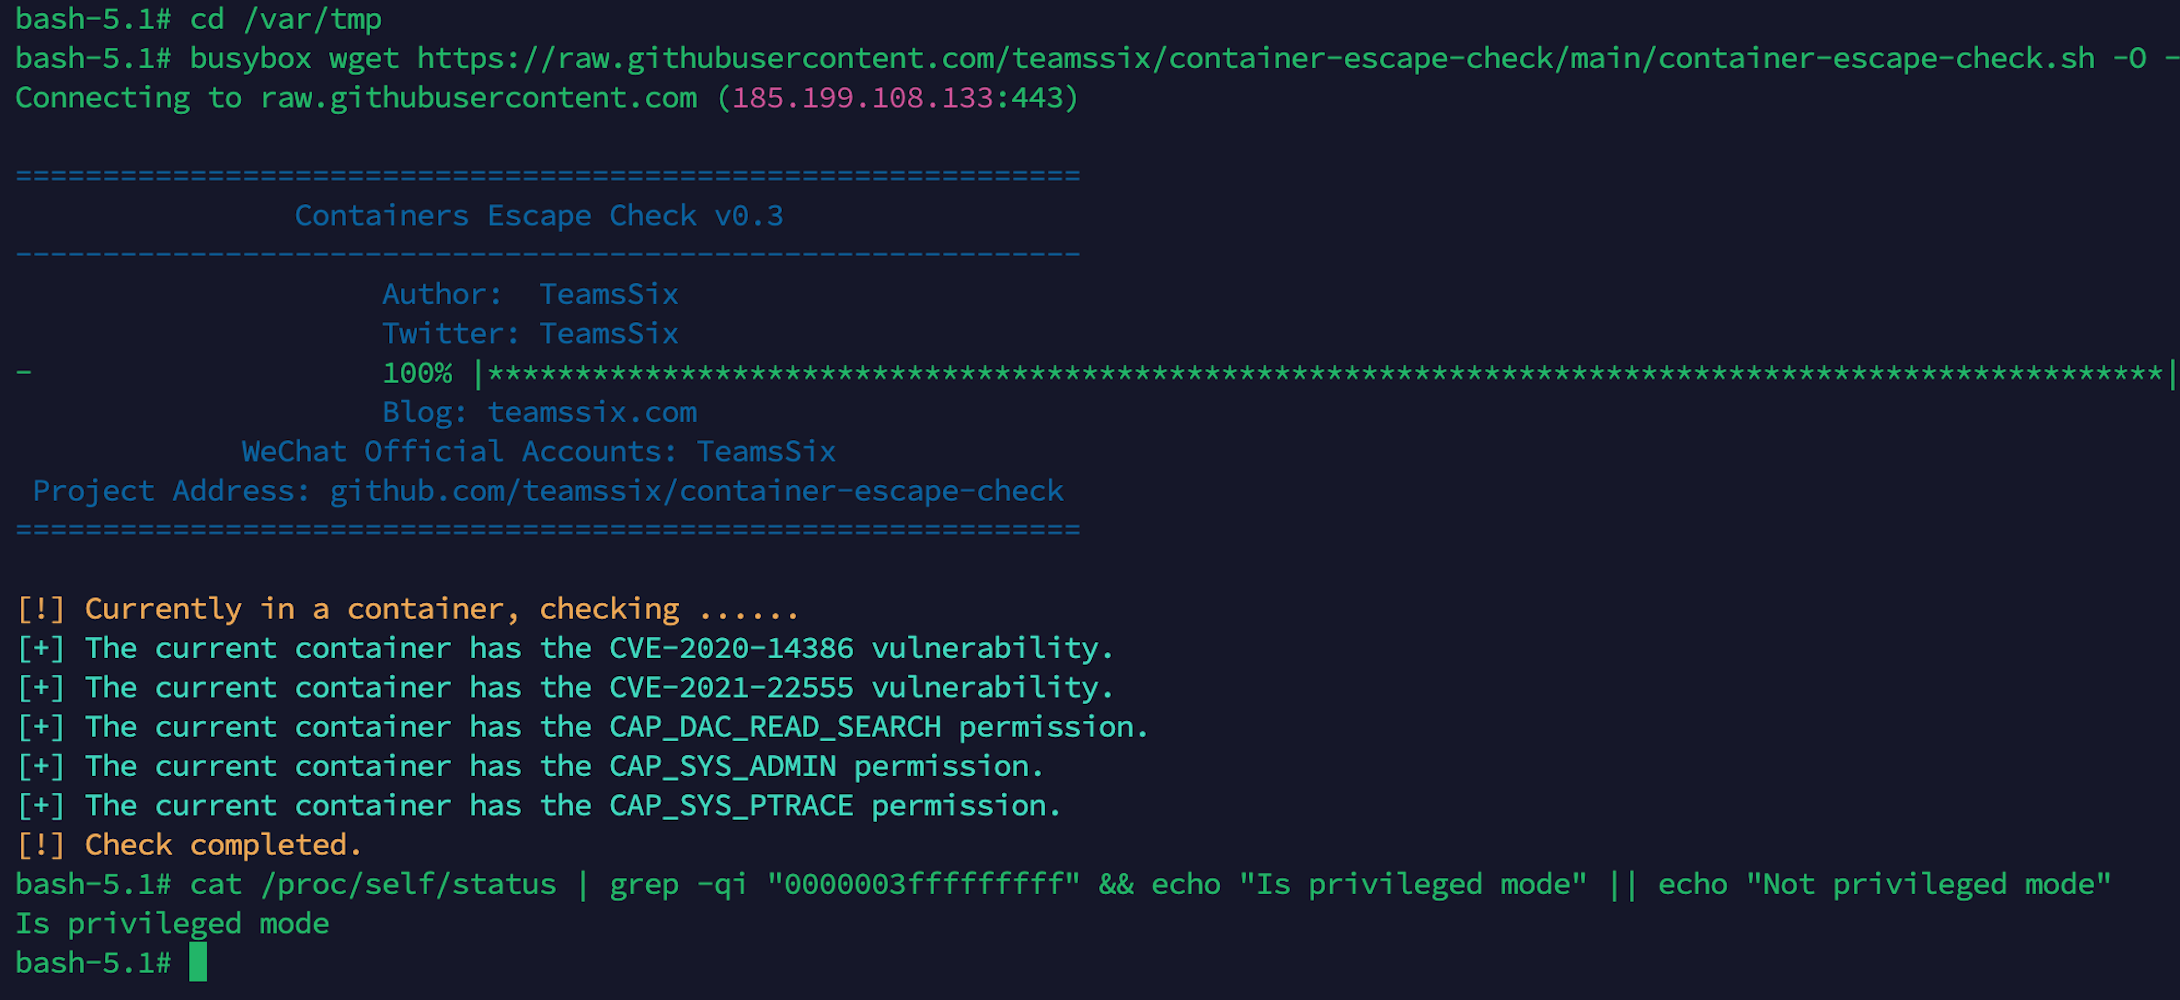 bash-5.1# cd /var/tmp
bash-5.1# busybox wget https://raw.githubusercontent.com/teamssix/container-escape-check/main/container-escape-check.sh -O -
Connecting to raw.githubusercontent.com (185.199.108.133:443)
=============================================================
Containers Escape Check v0.3
-------------------------------------------------------------
Author:  TeamsSix
Twitter: TeamsSix
-                    100% |************************************************************************************************|
Blog: teamssix.com
WeChat Official Accounts: TeamsSix
Project Address: github.com/teamssix/container-escape-check
=============================================================
[!] Currently in a container, checking ......
[+] The current container has the CVE-2020-14386 vulnerability.
[+] The current container has the CVE-2021-22555 vulnerability.
[+] The current container has the CAP_DAC_READ_SEARCH permission.
[+] The current container has the CAP_SYS_ADMIN permission.
[+] The current container has the CAP_SYS_PTRACE permission.
[!] Check completed.
bash-5.1# cat /proc/self/status | grep -qi "0000003fffffffff" && echo "Is privileged mode" || echo "Not privileged mode"
Is privileged mode
bash-5.1#